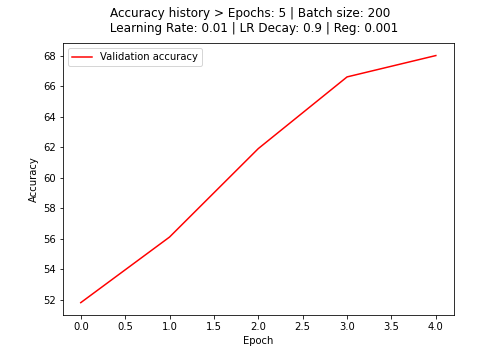 Accuracy history > Epochs: 5 | Batch size: 200
Learning Rate: 0.01 | LR Decay: 0.9 | Reg: 0.001
Validation accuracy
68
66
64
62
60
58
56
54
52
Accuracy
0.0 0.5 1.0 1.5 2.0 2.5 3.0 3.5 4.0
Epoch